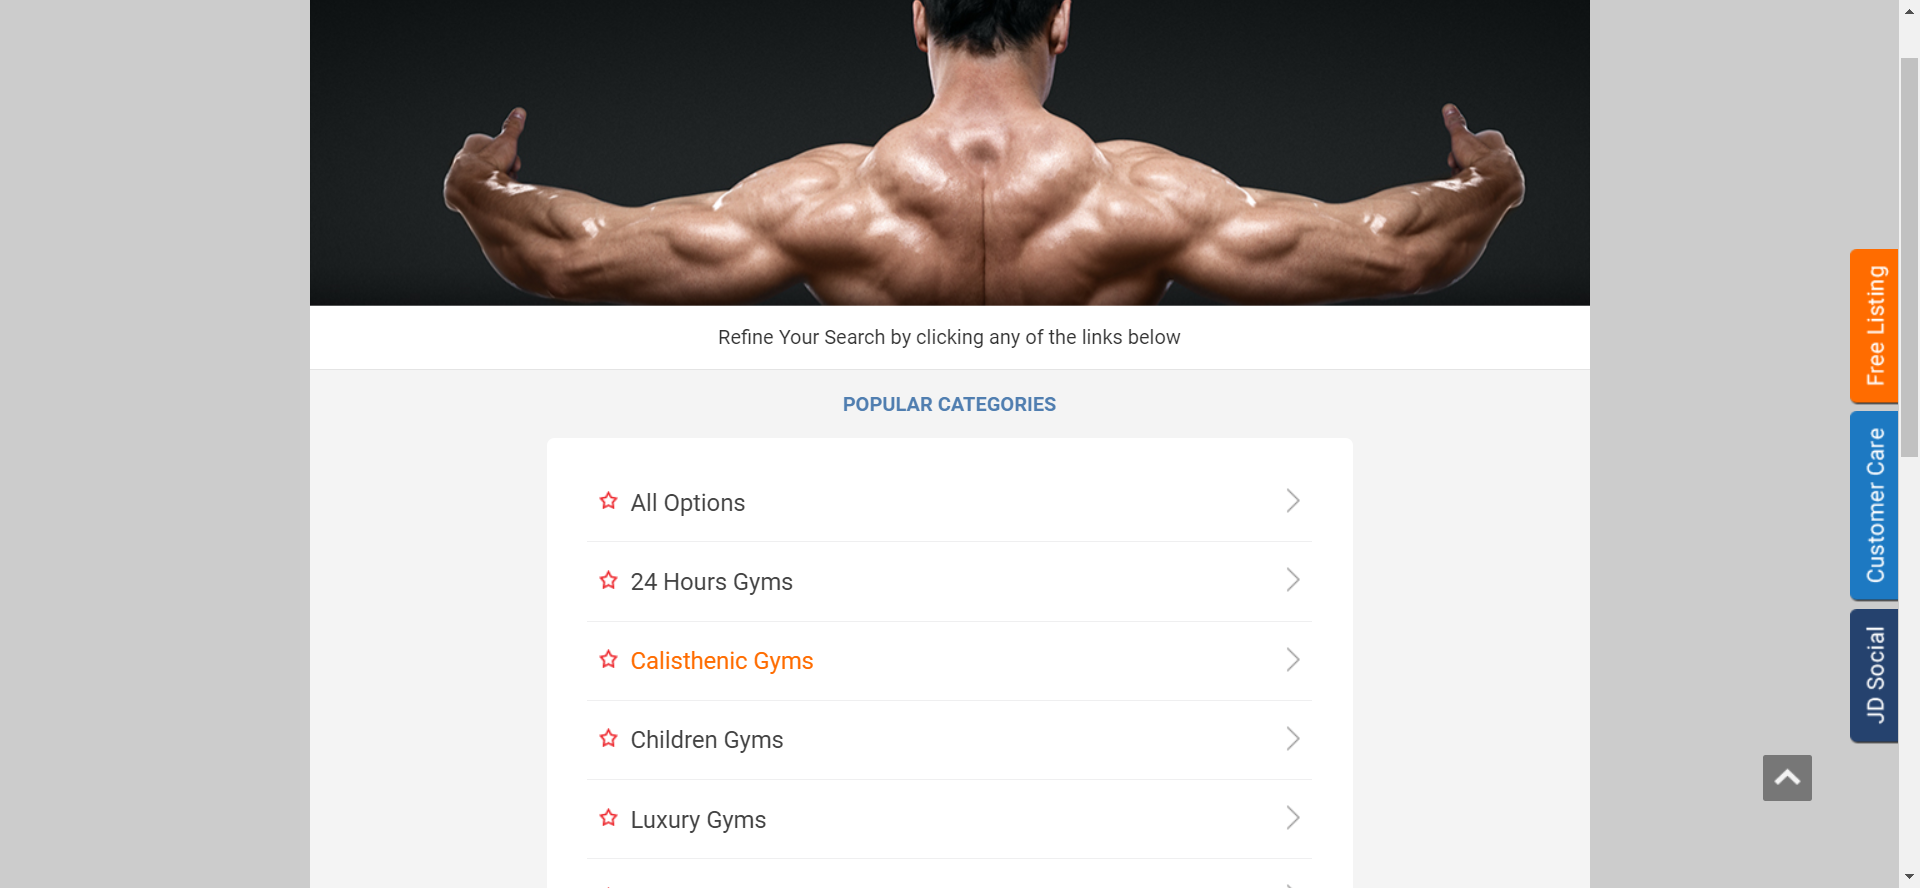 Refine Your Search by clicking any of the links below
POPULAR CATEGORIES
All Options
24 Hours Gyms
Calisthenic Gyms
Children Gyms
Luxury Gyms
Free Listing
Customer Care
JD Social